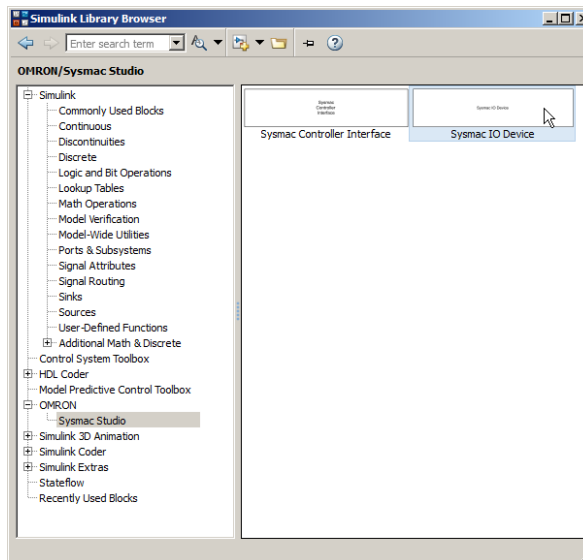 Simulink Library Browser
Enter search term
OMRON/Sysmac Studio
Simulink
Commonly Used Blocks
Continuous
Discontinuities
Discrete
Logic and Bit Operations
Lookup Tables
Math Operations
Model Verification
Model-Wide Utilities
Ports & Subsystems
Signal Attributes
Signal Routing
Sinks
Sources
User-Defined Functions
Additional Math & Discrete
Control System Toolbox
HDL Coder
Model Predictive Control Toolbox
OMRON
Sysmac Studio
Simulink 3D Animation
Simulink Coder
Simulink Extras
Stateflow
Recently Used Blocks
Sysmac
Controller
Interface
Sysmac Controller Interface
Sysmac IO Device
Sysmac IO Device